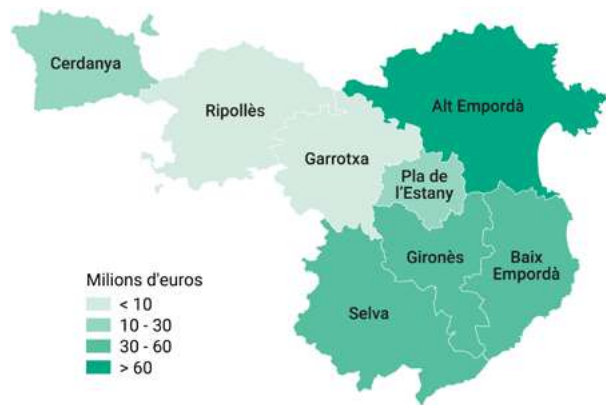 Cerdanya
Ripollès
Alt Empordà
Garrotxa
Pla de
l'Estany
Gironès
Baix
Empordà
Selva
Milions d'euros
< 10
10 - 30
30 - 60
> 60